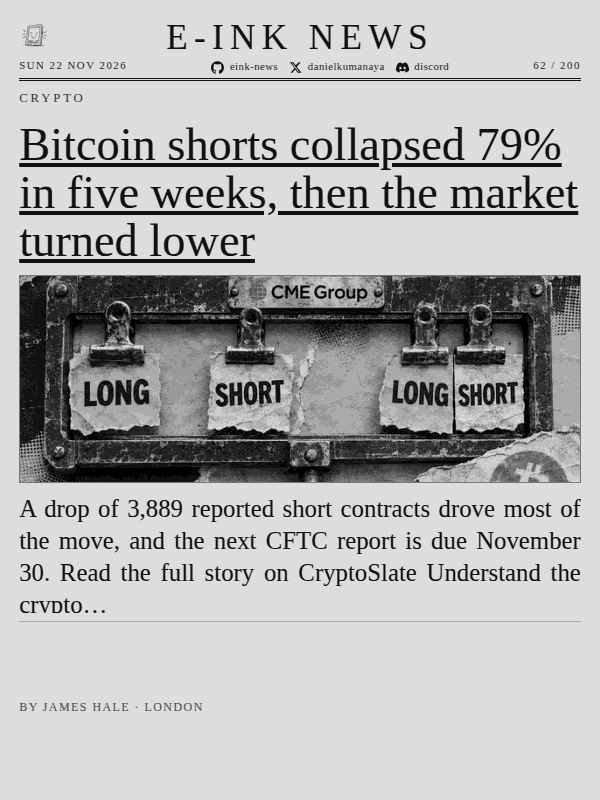 E-INK NEWS
SUN 22 NOV 2026
eink-news danielkumanaya discord
62 / 200
CRYPTO
Bitcoin shorts collapsed 79%
in five weeks, then the market
turned lower
CME Group
LONG SHORT LONG SHORT
A drop of 3,889 reported short contracts drove most of
the move, and the next CFTC report is due November
30. Read the full story on CryptoSlate Understand the
crypto…
BY JAMES HALE · LONDON